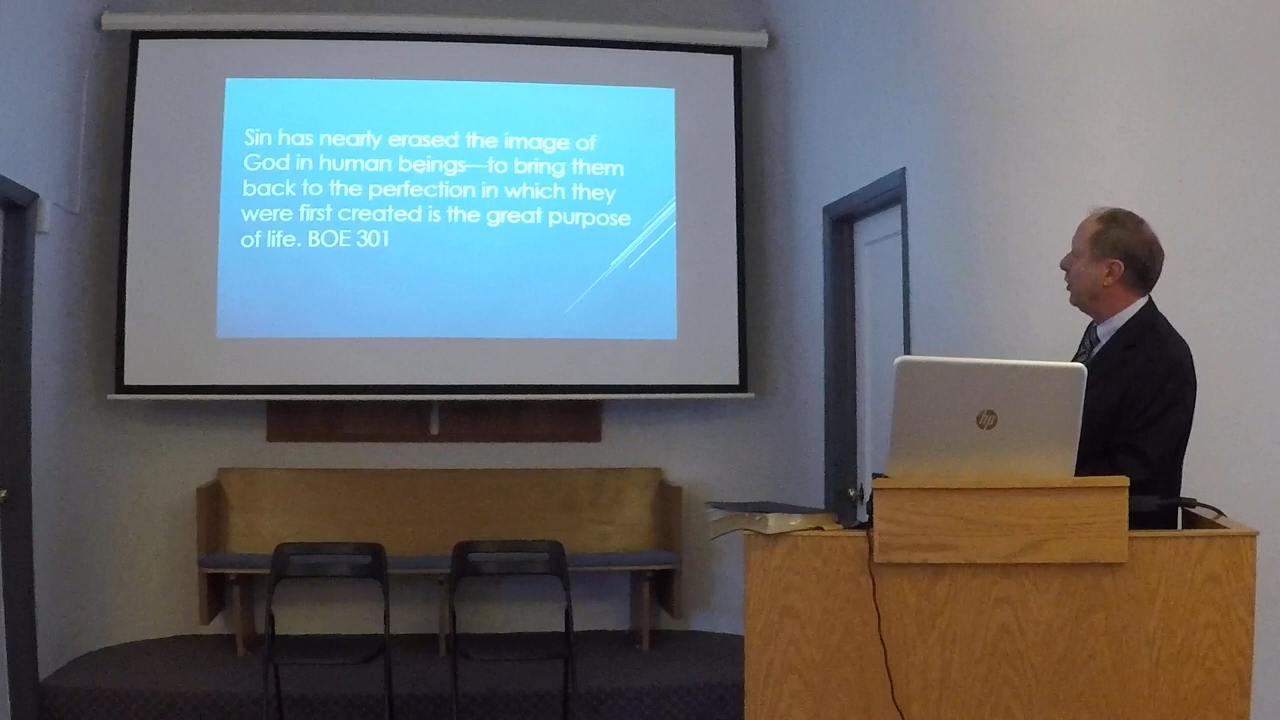 Sin has nearly erased the image of
God in human beings—to bring them
back to the perfection in which they
were first created is the great purpose
of life. BOE 301
hp